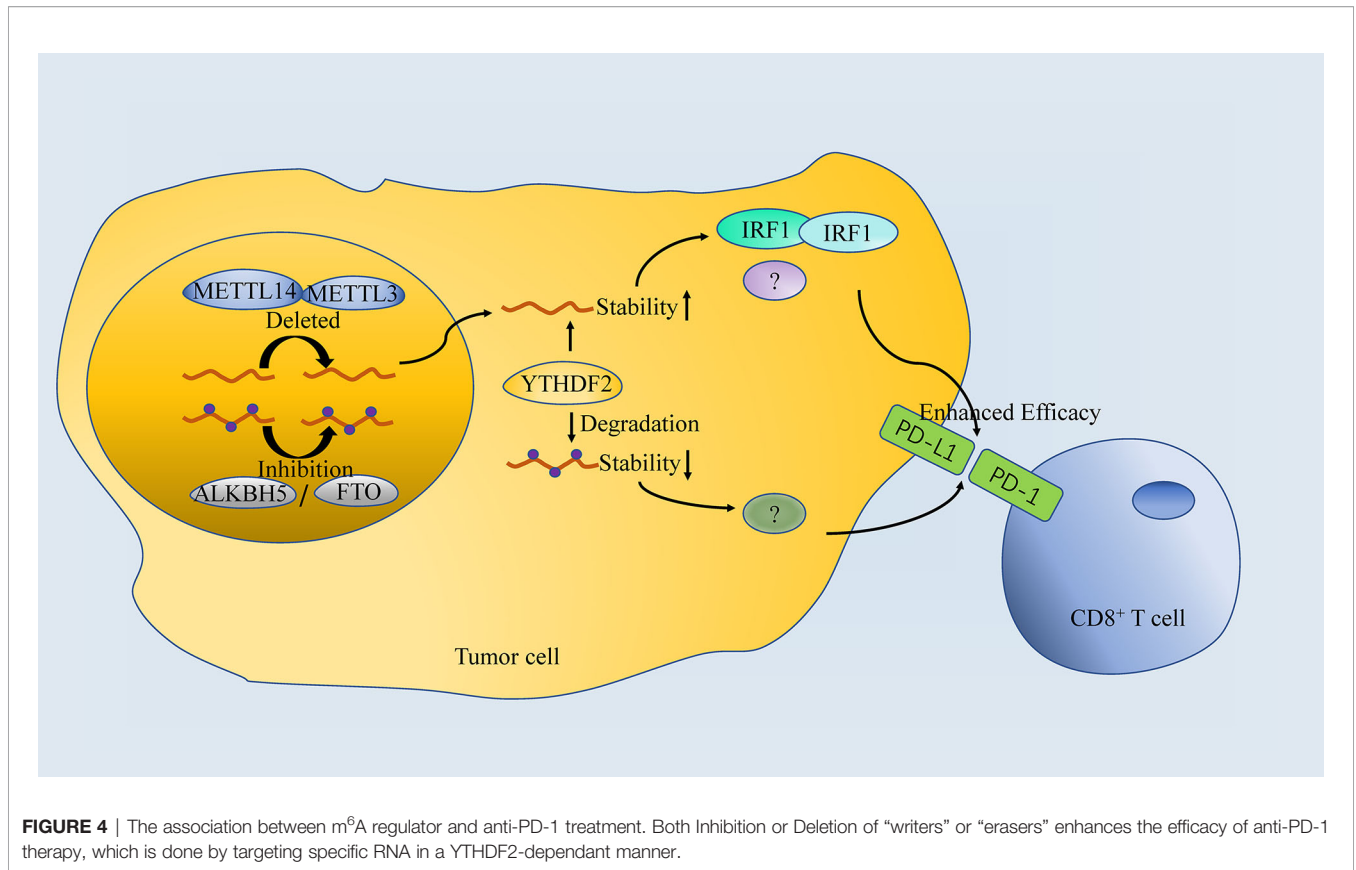 METTL14 METTL3
Deleted
Inhibition
ALKBH5 / FTO
Stability
YTHDF2
Degradation
Stability
IRF1 IRF1
?
?
Enhanced Efficacy
PD-L1
PD-1
CD8⁺ T cell
Tumor cell
FIGURE 4 | The association between m⁶A regulator and anti-PD-1 treatment. Both Inhibition or Deletion of “writers” or “erasers” enhances the efficacy of anti-PD-1
therapy, which is done by targeting specific RNA in a YTHDF2-dependant manner.